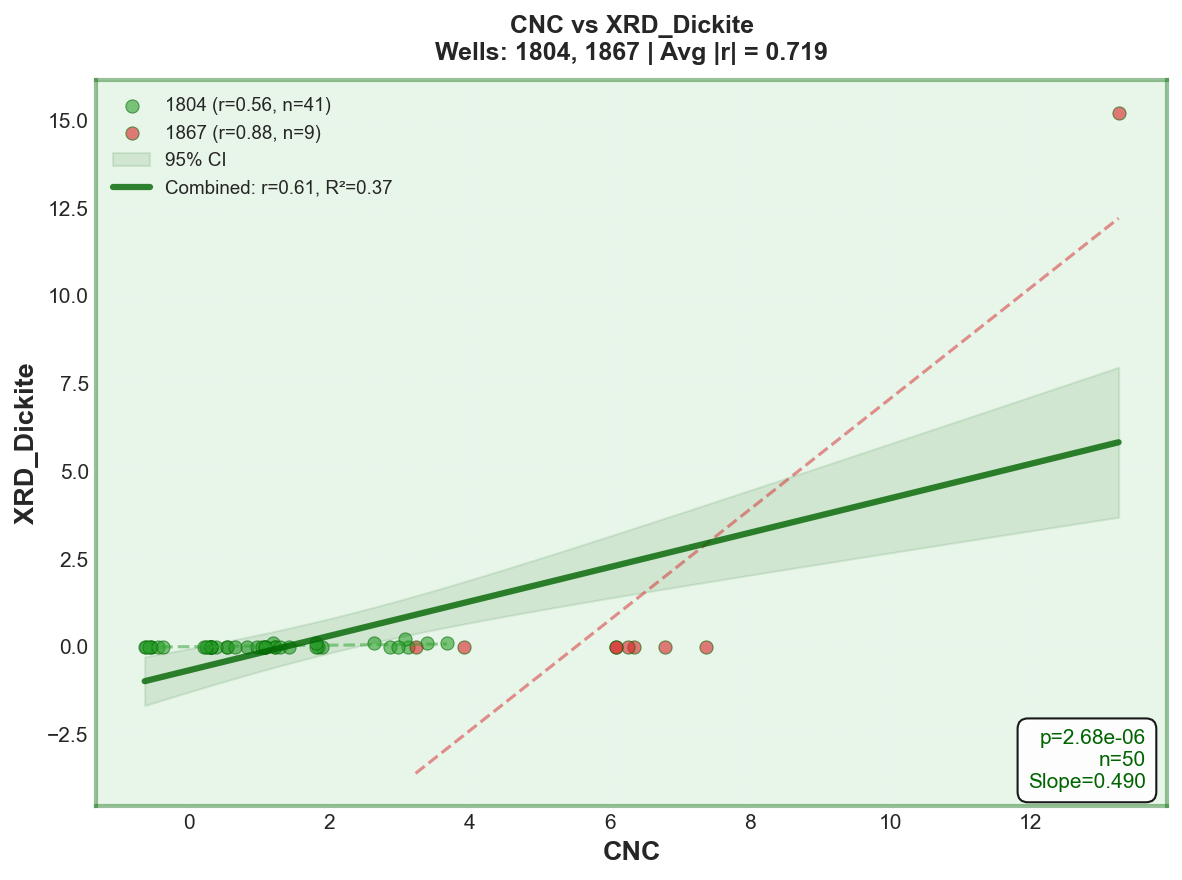 CNC vs XRD_Dickite
Wells: 1804, 1867 | Avg |r| = 0.719
1804 (r=0.56, n=41)
1867 (r=0.88, n=9)
95% CI
Combined: r=0.61, R²=0.37
XRD_Dickite
15.0
12.5
10.0
7.5
5.0
2.5
0.0
−2.5
p=2.68e-06
n=50
Slope=0.490
0 2 4 6 8 10 12
CNC